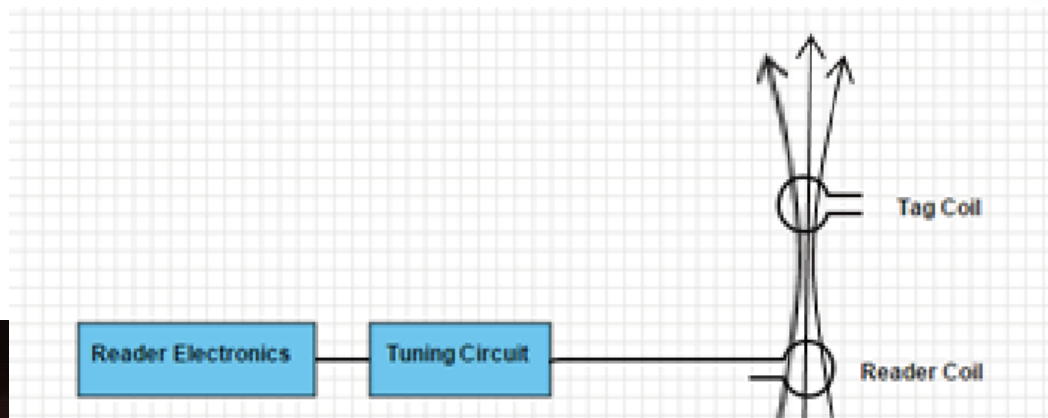 Tag Coil
Reader Electronics
Tuning Circuit
Reader Coil